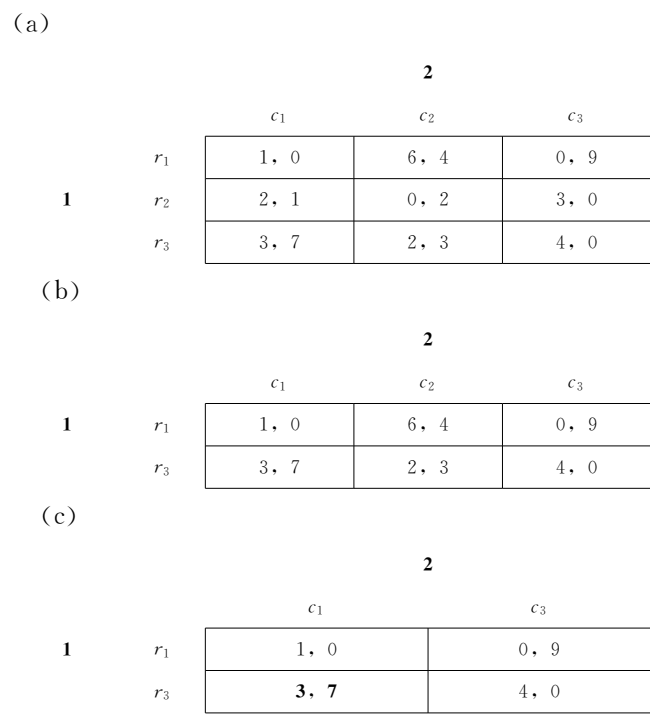 （a）
2
c₁ c₂ c₃
r₁ 1，0 6，4 0，9
1 r₂ 2，1 0，2 3，0
r₃ 3，7 2，3 4，0
（b）
2
c₁ c₂ c₃
1 r₁ 1，0 6，4 0，9
r₃ 3，7 2，3 4，0
（c）
2
c₁ c₃
1 r₁ 1，0 0，9
r₃ 3，7 4，0